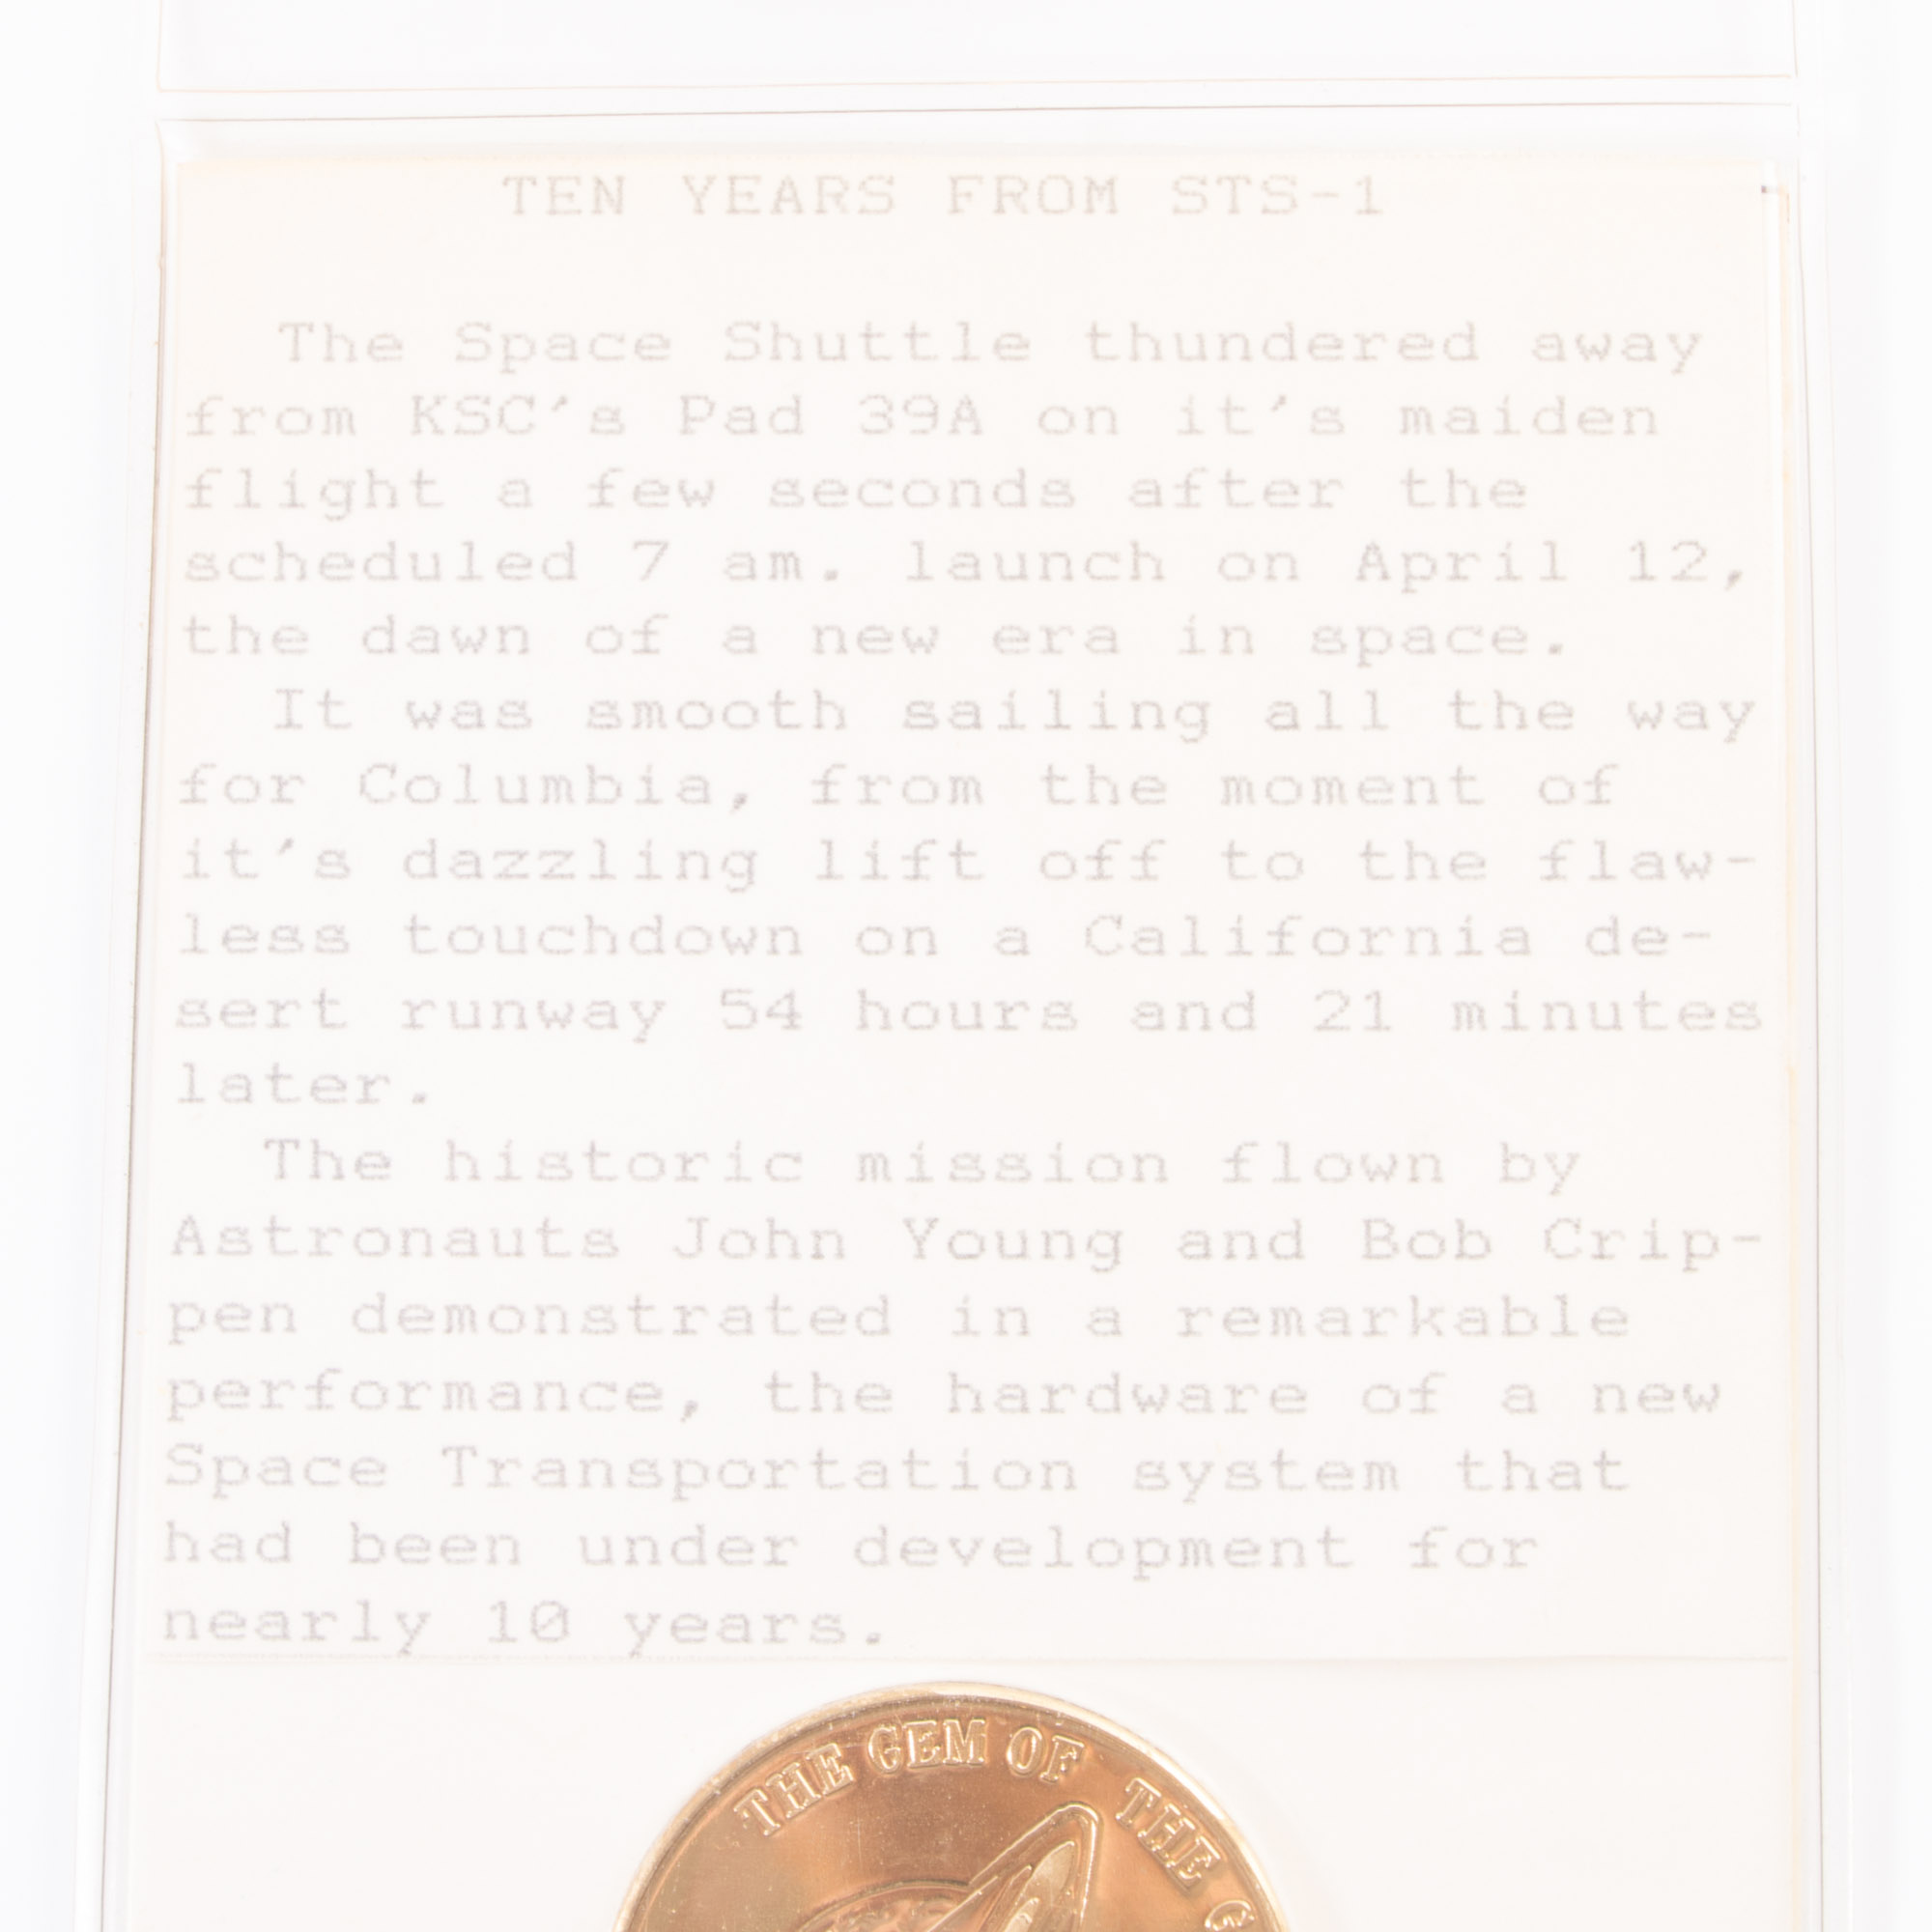 TEN YEARS FROM STS-1
The Space Shuttle thundered away
from KSC's Pad 39A on it's maiden
flight a few seconds after the
scheduled 7 am. launch on April 12,
the dawn of a new era in space.
It was smooth sailing all the way
for Columbia, from the moment of
it's dazzling lift off to the flaw-
less touchdown on a California de-
sert runway 54 hours and 21 minutes
later.
The historic mission flown by
Astronauts John Young and Bob Crip-
pen demonstrated in a remarkable
performance, the hardware of a new
Space Transportation system that
had been under development for
nearly 10 years.
THE GEM OF THE G